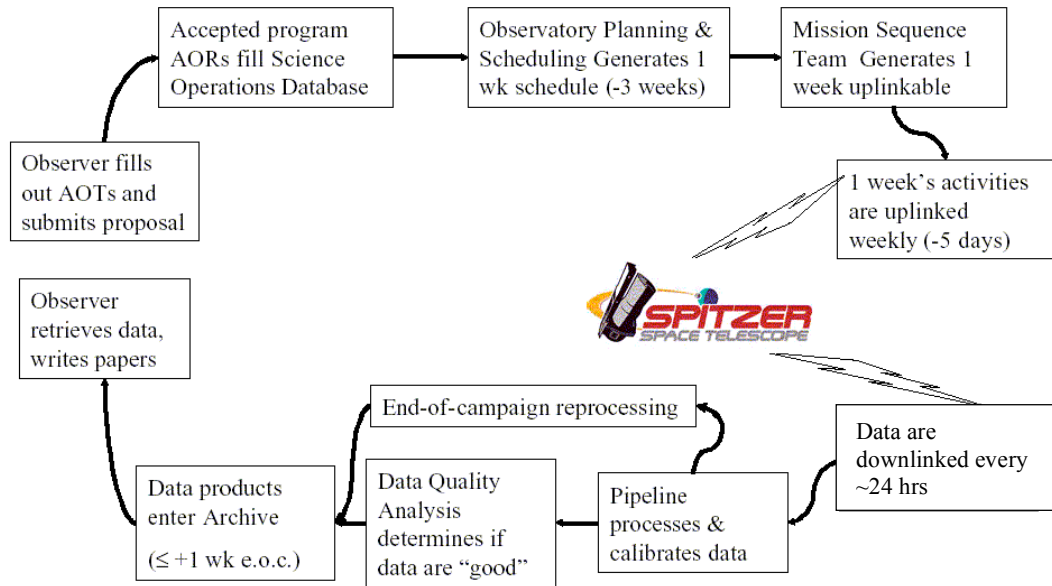 Observer fills
out AOTs and
submits proposal
Accepted program
AORs fill Science
Operations Database
Observatory Planning &
Scheduling Generates 1
wk schedule (-3 weeks)
Mission Sequence
Team Generates 1
week uplinkable
1 week's activities
are uplinked
weekly (-5 days)
SPITZER
SPACE TELESCOPE
Data are
downlinked every
~24 hrs
Pipeline
processes &
calibrates data
End-of-campaign reprocessing
Data Quality
Analysis
determines if
data are “good”
Data products
enter Archive
(≤ +1 wk e.o.c.)
Observer
retrieves data,
writes papers